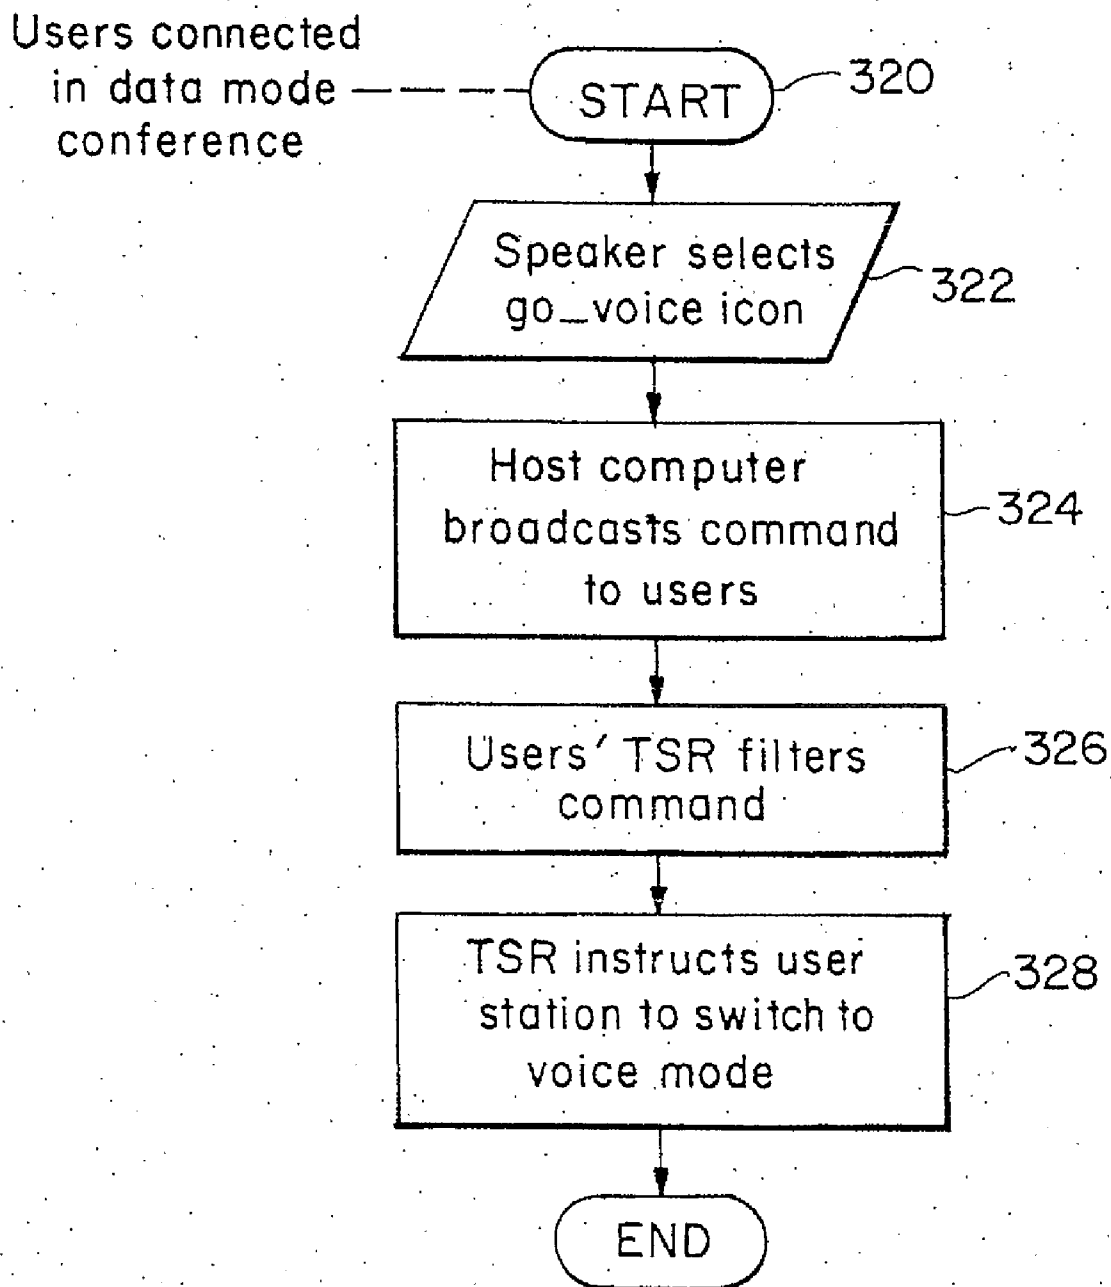 Users connected
in data mode
conference
START
320
Speaker selects
go_voice icon
322
Host computer
broadcasts command
to users
324
Users' TSR filters
command
326
TSR instructs user
station to switch to
voice mode
328
END